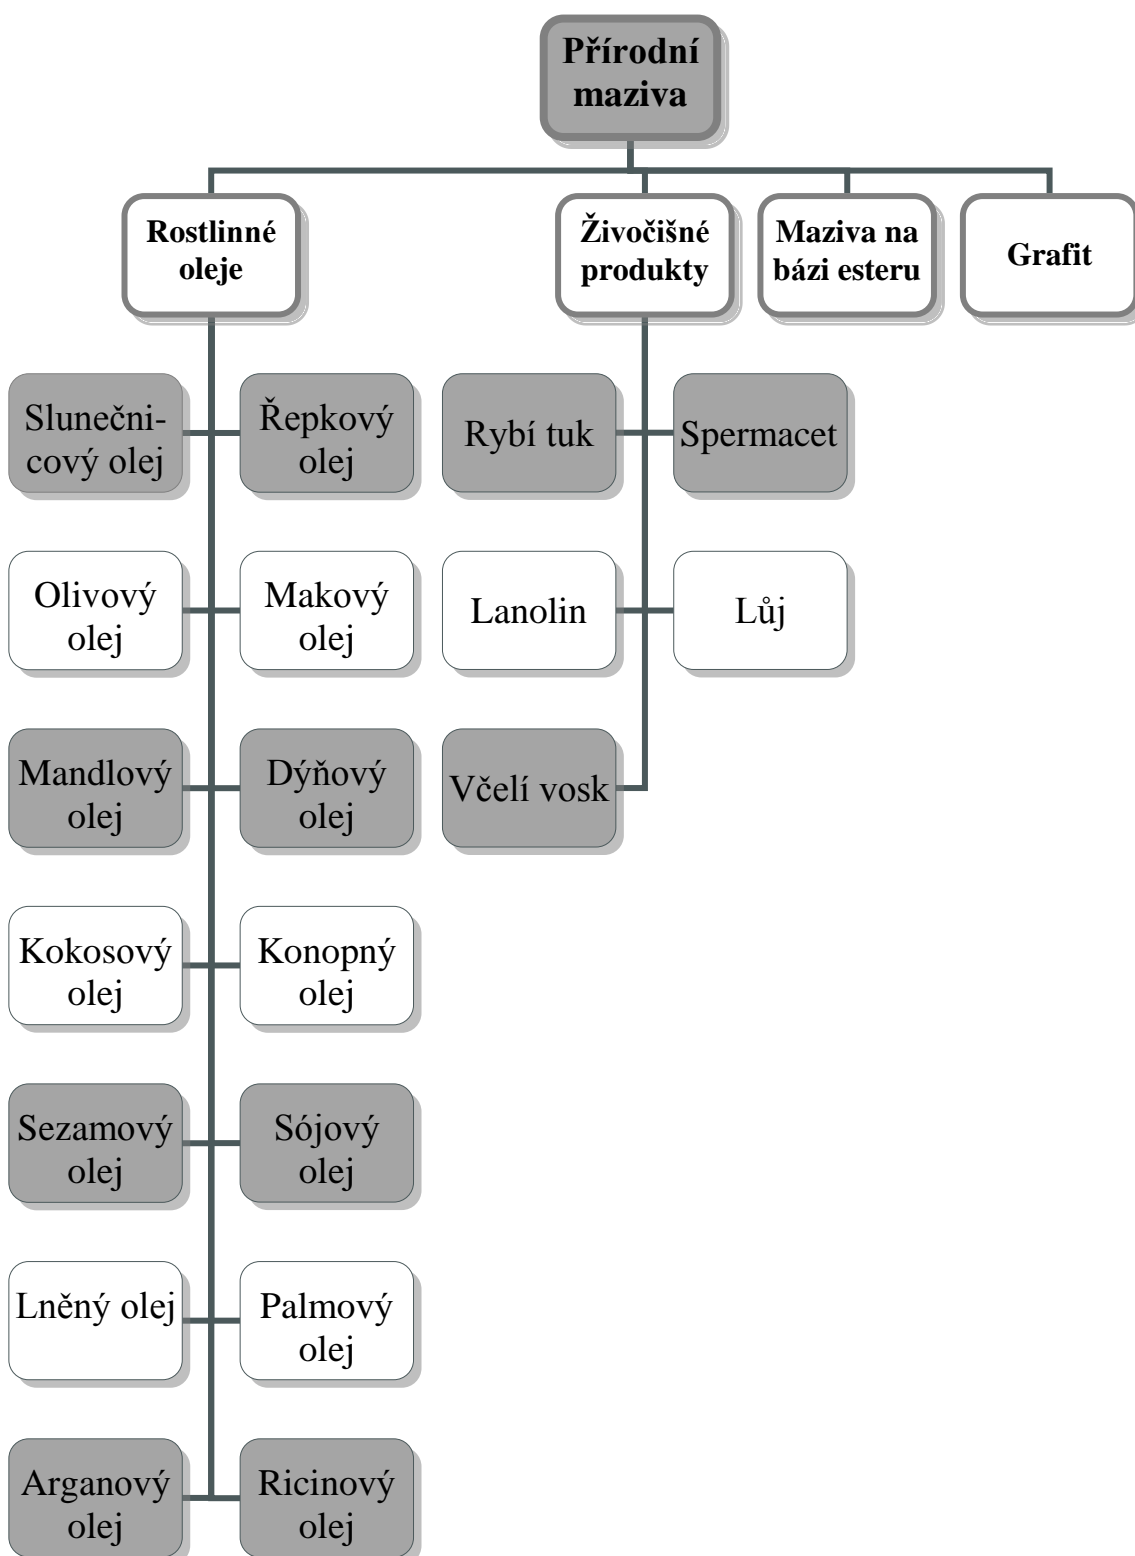 Přírodní
maziva
Rostlinné
oleje
Živočišné
produkty
Maziva na
bázi esteru
Grafit
Slunečni-
cový olej
Řepkový
olej
Rybí tuk
Spermacet
Olivový
olej
Makový
olej
Lanolin
Lůj
Mandlový
olej
Dýňový
olej
Včelí vosk
Kokosový
olej
Konopný
olej
Sezamový
olej
Sójový
olej
Lněný olej
Palmový
olej
Arganový
olej
Ricinový
olej